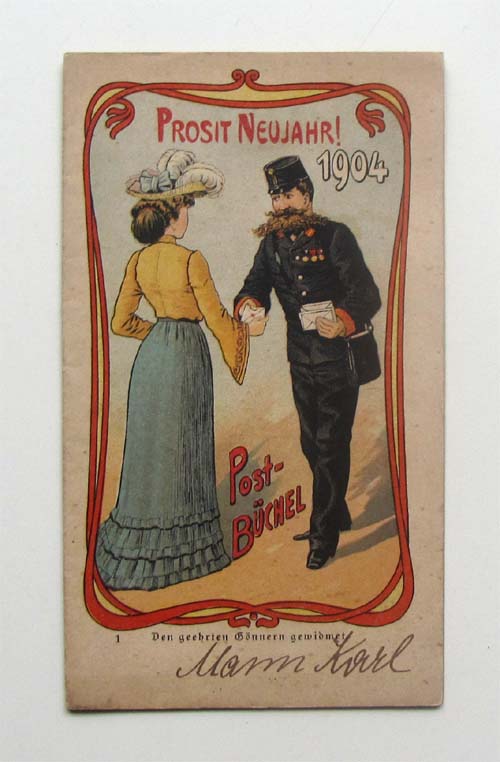 PROSIT NEUJAHR!
1904
POST-
BÜCHEL
1 Den geehrten Gönnern gewidmet
Mann Karl